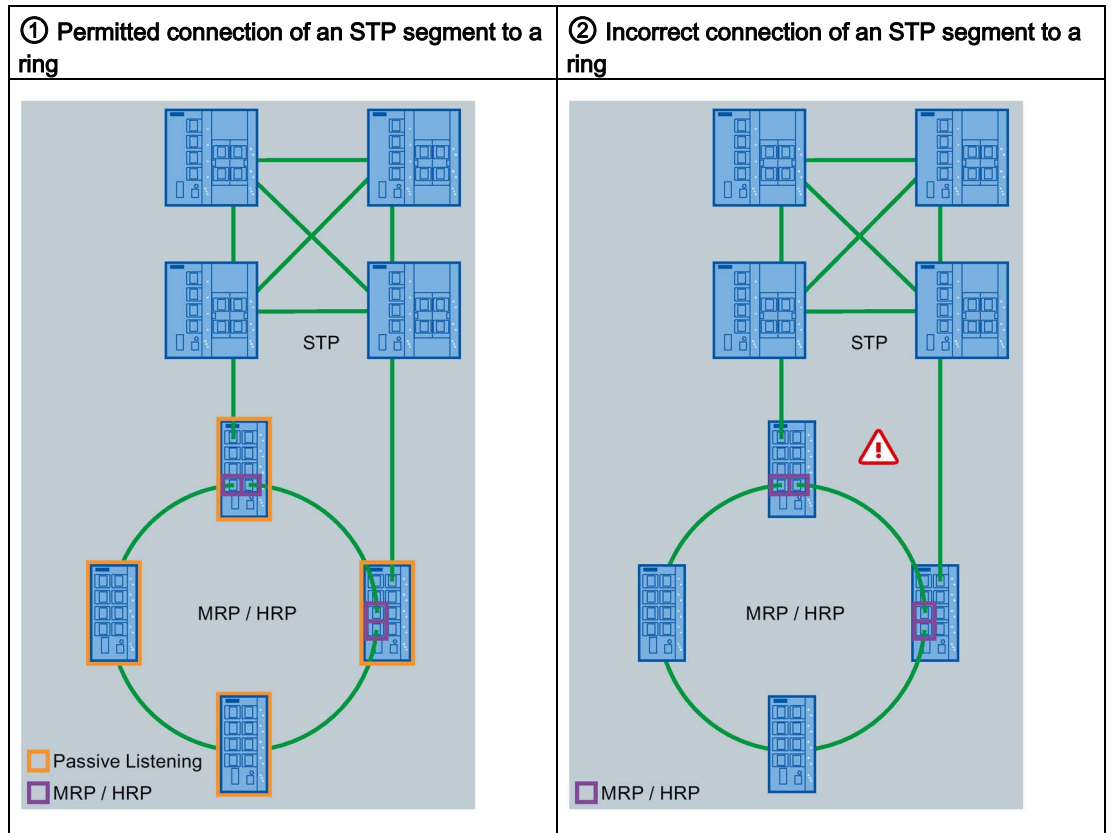 ① Permitted connection of an STP segment to a
ring
② Incorrect connection of an STP segment to a
ring
STP
MRP / HRP
Passive Listening
MRP / HRP
STP
MRP / HRP
MRP / HRP